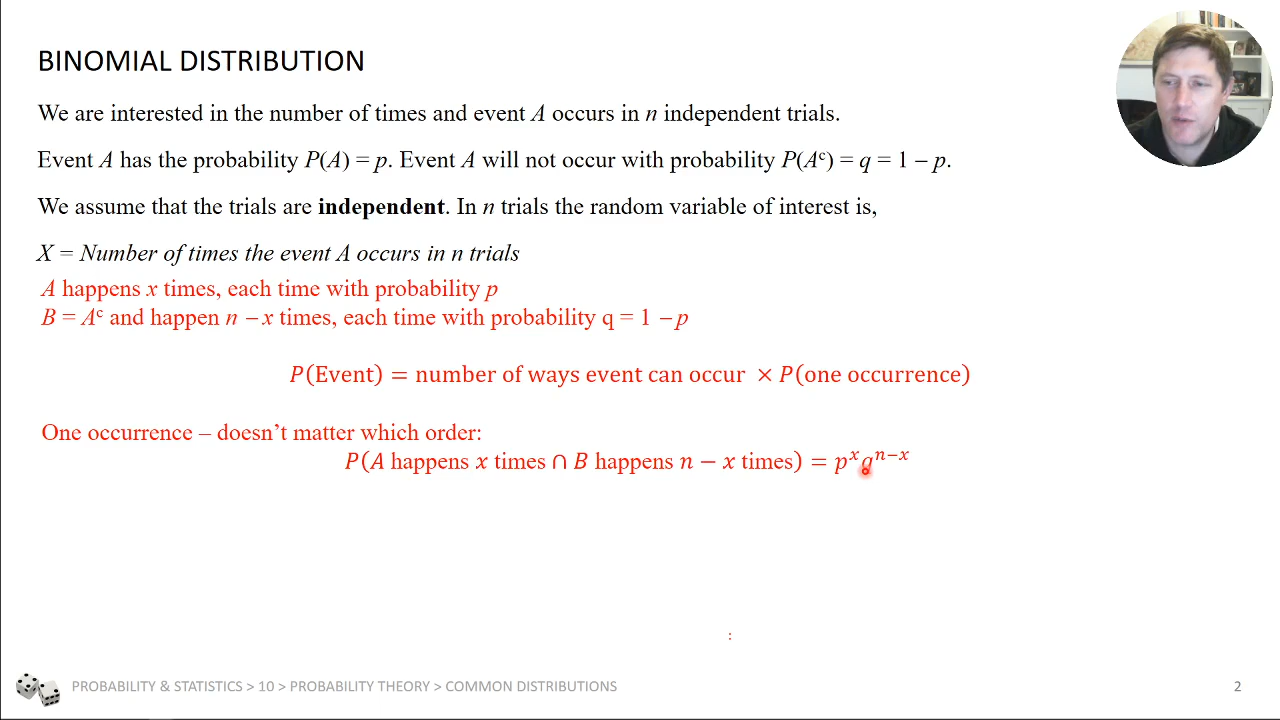 BINOMIAL DISTRIBUTION
We are interested in the number of times and event A occurs in n independent trials.
Event A has the probability P(A) = p. Event A will not occur with probability P(Aᶜ) = q = 1 – p.
We assume that the trials are independent. In n trials the random variable of interest is,
X = Number of times the event A occurs in n trials
A happens x times, each time with probability p
B = Aᶜ and happen n – x times, each time with probability q = 1 – p
P(Event) = number of ways event can occur × P(one occurrence)
One occurrence – doesn't matter which order:
P(A happens x times ∩ B happens n − x times) = pˣqⁿ⁻ˣ
:
PROBABILITY & STATISTICS > 10 > PROBABILITY THEORY > COMMON DISTRIBUTIONS
2